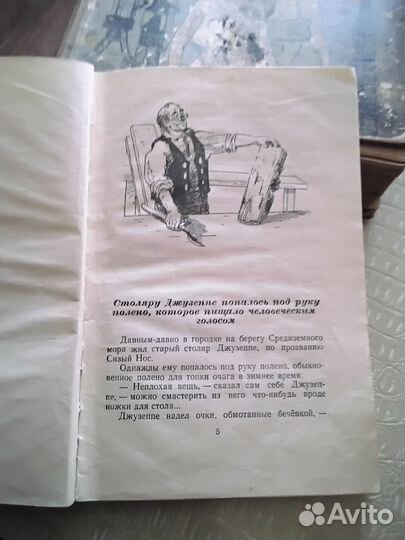 Столяру Джузеппе попалось под руку
полено, которое пищало человеческим
голосом
Давным-давно в городке на берегу Средиземного
моря жил старый столяр Джузеппе, по прозванию
Сизый Нос.
Однажды ему попалось под руку полено, обыкно-
венное полено для топки очага в зимнее время.
— Неплохая вещь, — сказал сам себе Джузеп-
пе, — можно смастерить из него что-нибудь вроде
ножки для стола...
Джузеппе надел очки, обмотанные бечёвкой, —
5
Avito